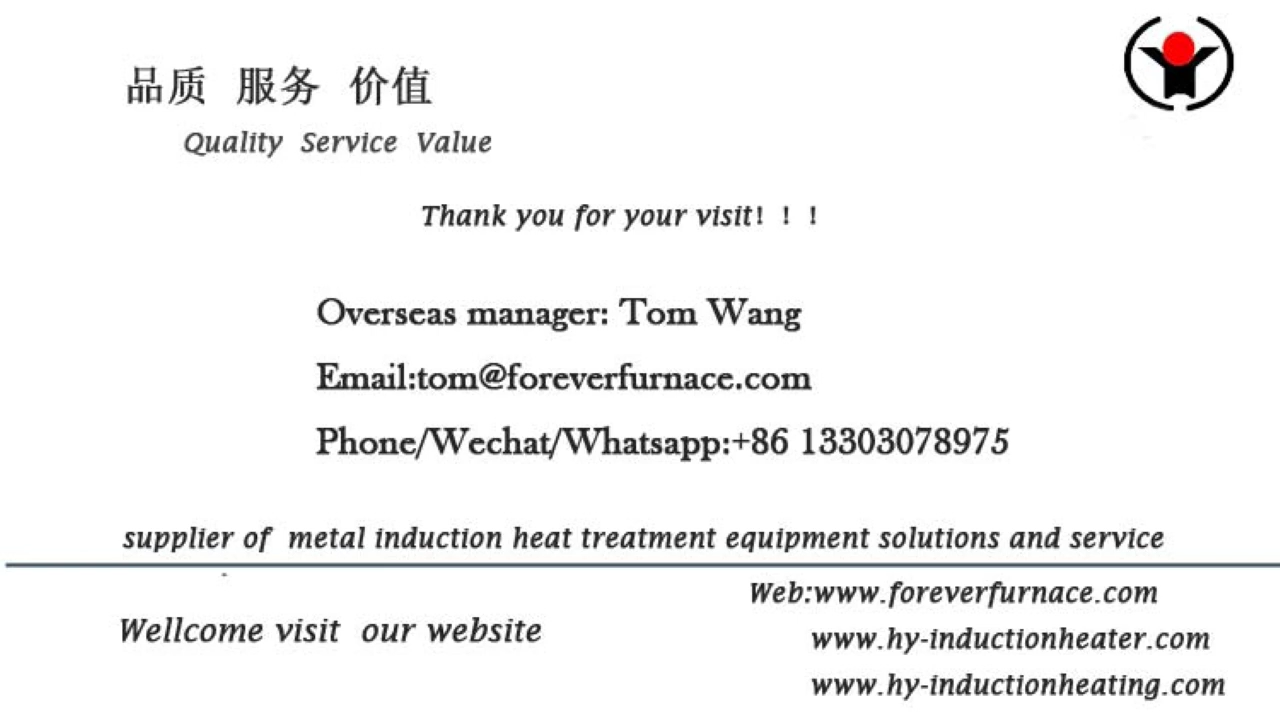 品质 服务 价值
Quality Service Value
Thank you for your visit！！！
Overseas manager: Tom Wang
Email:tom@foreverfurnace.com
Phone/Wechat/Whatsapp:+86 13303078975
supplier of metal induction heat treatment equipment solutions and service
Web:www.foreverfurnace.com
Wellcome visit our website
www.hy-inductionheater.com
www.hy-inductionheating.com